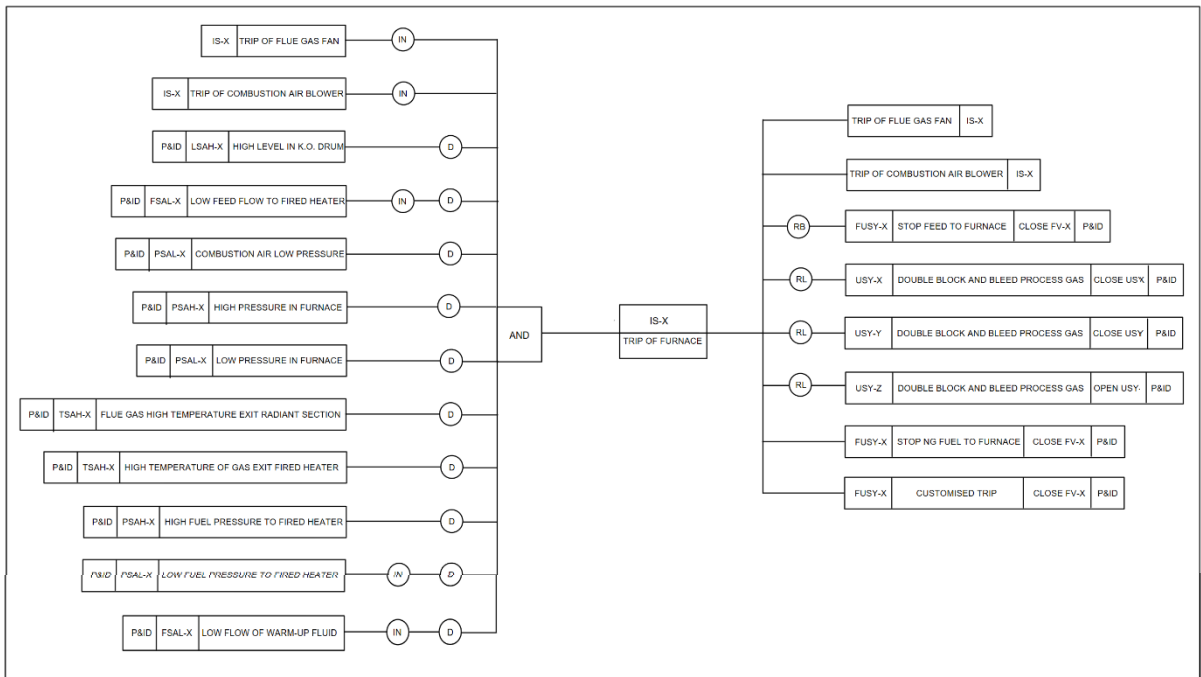 IS-X TRIP OF FLUE GAS FAN IN
IS-X TRIP OF COMBUSTION AIR BLOWER IN
P&ID LSAH-X HIGH LEVEL IN K.O. DRUM D
P&ID FSAL-X LOW FEED FLOW TO FIRED HEATER IN D
P&ID PSAL-X COMBUSTION AIR LOW PRESSURE D
P&ID PSAH-X HIGH PRESSURE IN FURNACE D
P&ID PSAL-X LOW PRESSURE IN FURNACE D
P&ID TSAH-X FLUE GAS HIGH TEMPERATURE EXIT RADIANT SECTION D
P&ID TSAH-X HIGH TEMPERATURE OF GAS EXIT FIRED HEATER D
P&ID PSAH-X HIGH FUEL PRESSURE TO FIRED HEATER D
P&ID PSAL-X LOW FUEL PRESSURE TO FIRED HEATER IN D
P&ID FSAL-X LOW FLOW OF WARM-UP FLUID IN D
AND
IS-X
TRIP OF FURNACE
TRIP OF FLUE GAS FAN IS-X
TRIP OF COMBUSTION AIR BLOWER IS-X
RB FUSY-X STOP FEED TO FURNACE CLOSE FV-X P&ID
RL USY-X DOUBLE BLOCK AND BLEED PROCESS GAS CLOSE USX P&ID
RL USY-Y DOUBLE BLOCK AND BLEED PROCESS GAS CLOSE USY P&ID
RL USY-Z DOUBLE BLOCK AND BLEED PROCESS GAS OPEN USY- P&ID
FUSY-X STOP NG FUEL TO FURNACE CLOSE FV-X P&ID
FUSY-X CUSTOMISED TRIP CLOSE FV-X P&ID